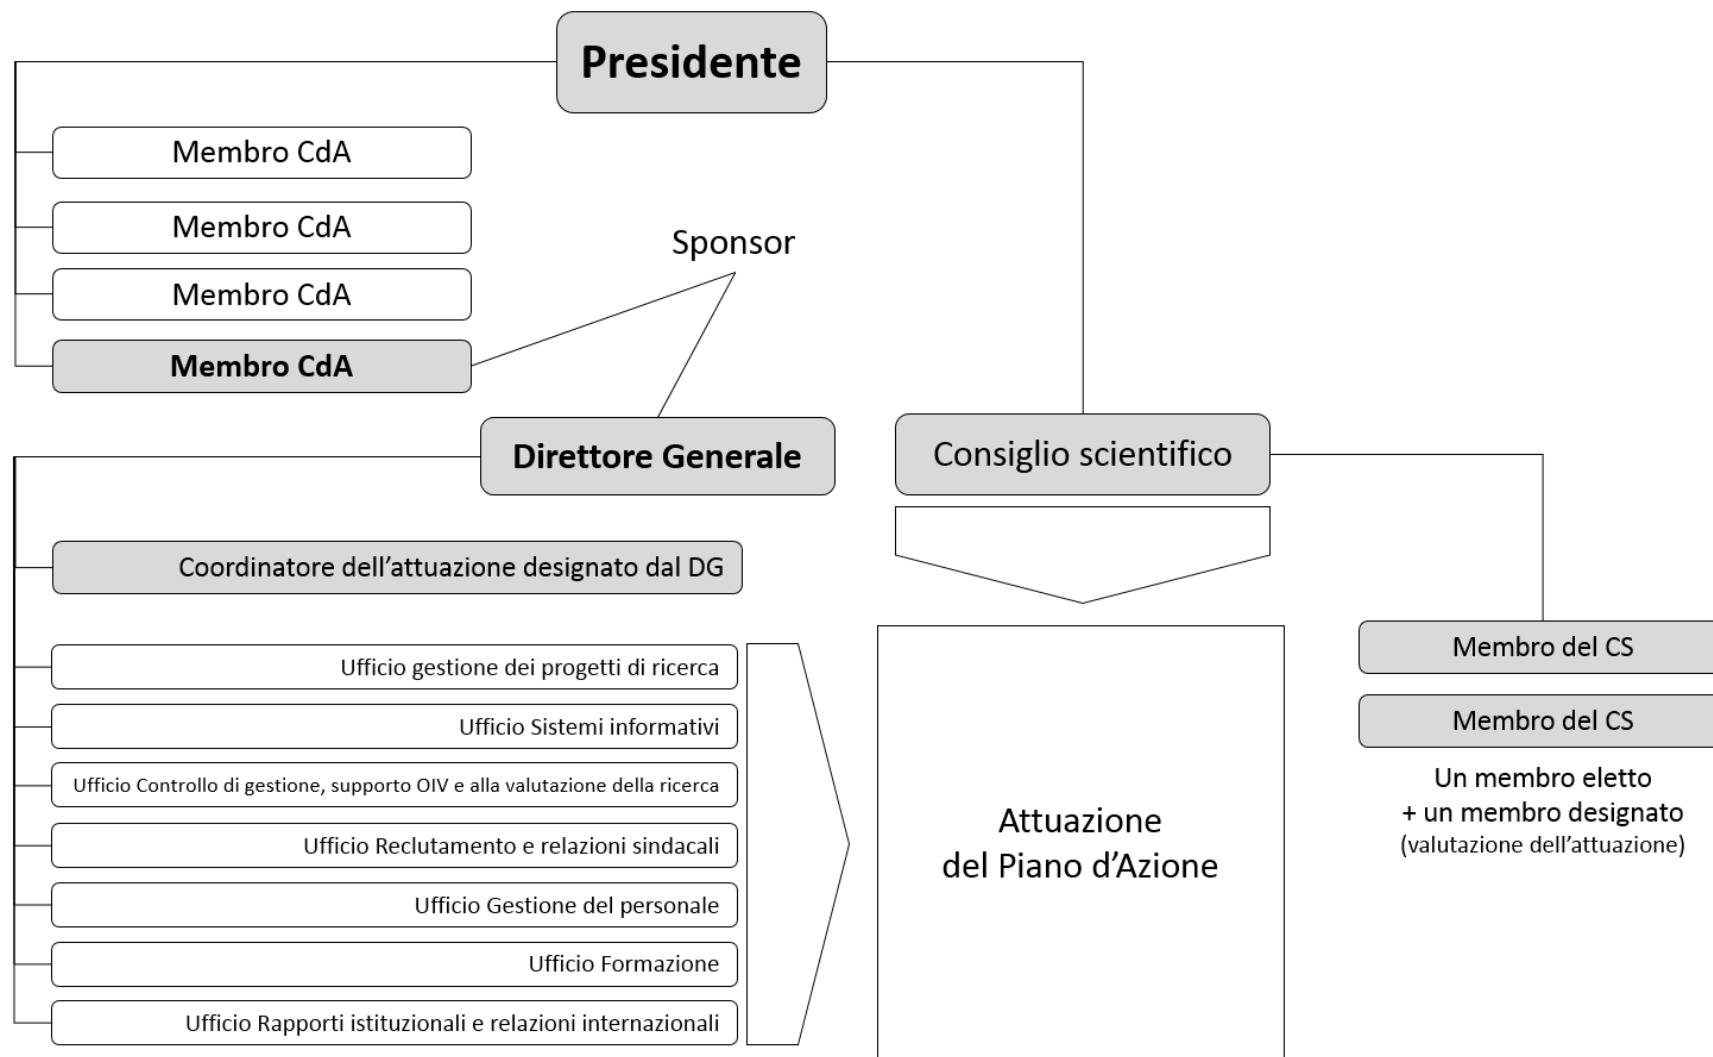 Presidente
Membro CdA
Membro CdA
Sponsor
Membro CdA
Membro CdA
Direttore Generale
Consiglio scientifico
Coordinatore dell’attuazione designato dal DG
Ufficio gestione dei progetti di ricerca
Ufficio Sistemi informativi
Ufficio Controllo di gestione, supporto OIV e alla valutazione della ricerca
Ufficio Reclutamento e relazioni sindacali
Ufficio Gestione del personale
Ufficio Formazione
Ufficio Rapporti istituzionali e relazioni internazionali
Attuazione
del Piano d’Azione
Membro del CS
Membro del CS
Un membro eletto
+ un membro designato
(valutazione dell’attuazione)